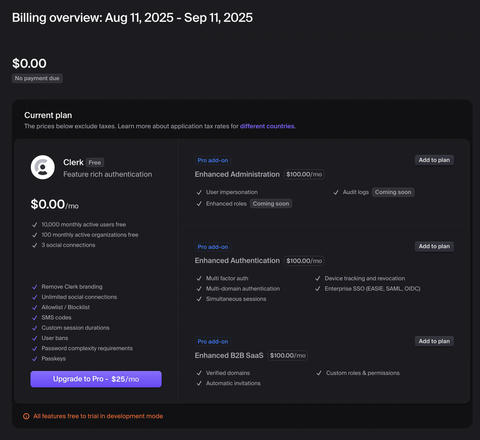 Billing overview: Aug 11, 2025 - Sep 11, 2025
$0.00
No payment due
Current plan
The prices below exclude taxes. Learn more about application tax rates for different countries.
Clerk Free
Feature rich authentication
$0.00/mo
10,000 monthly active users free
100 monthly active organizations free
3 social connections
Remove Clerk branding
Unlimited social connections
Allowlist / Blocklist
SMS codes
Custom session durations
User bans
Password complexity requirements
Passkeys
Upgrade to Pro - $25/mo
Pro add-on
Add to plan
Enhanced Administration $100.00/mo
User impersonation
Audit logs Coming soon
Enhanced roles Coming soon
Pro add-on
Add to plan
Enhanced Authentication $100.00/mo
Multi factor auth
Device tracking and revocation
Multi-domain authentication
Enterprise SSO (EASIE, SAML, OIDC)
Simultaneous sessions
Pro add-on
Add to plan
Enhanced B2B SaaS $100.00/mo
Verified domains
Custom roles & permissions
Automatic invitations
All features free to trial in development mode